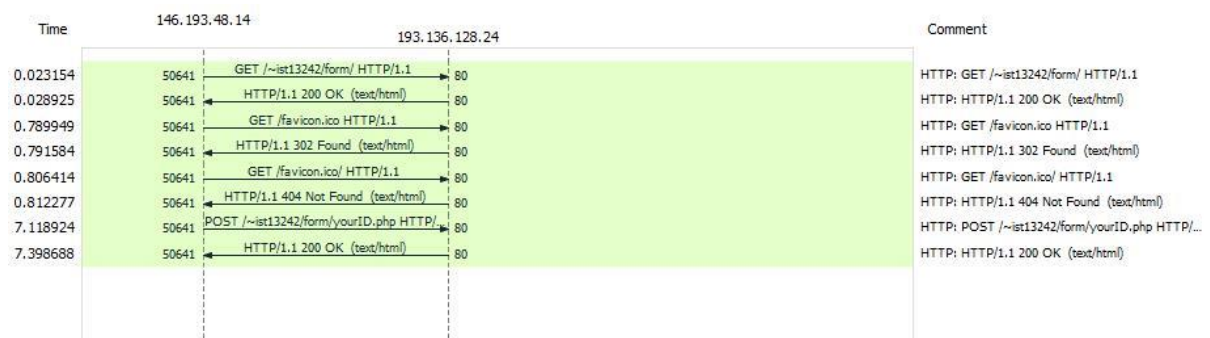 Time 146.193.48.14 193.136.128.24 Comment
0.023154 50641 GET /~ist13242/form/ HTTP/1.1 80 HTTP: GET /~ist13242/form/ HTTP/1.1
0.028925 50641 HTTP/1.1 200 OK (text/html) 80 HTTP: HTTP/1.1 200 OK (text/html)
0.789949 50641 GET /favicon.ico HTTP/1.1 80 HTTP: GET /favicon.ico HTTP/1.1
0.791584 50641 HTTP/1.1 302 Found (text/html) 80 HTTP: HTTP/1.1 302 Found (text/html)
0.806414 50641 GET /favicon.ico/ HTTP/1.1 80 HTTP: GET /favicon.ico/ HTTP/1.1
0.812277 50641 HTTP/1.1 404 Not Found (text/html) 80 HTTP: HTTP/1.1 404 Not Found (text/html)
7.118924 50641 POST /~ist13242/form/yourID.php HTTP/... 80 HTTP: POST /~ist13242/form/yourID.php HTTP/...
7.398688 50641 HTTP/1.1 200 OK (text/html) 80 HTTP: HTTP/1.1 200 OK (text/html)